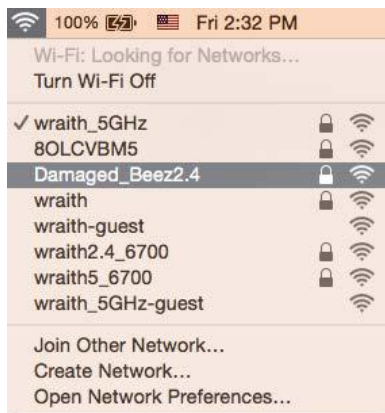 100% Fri 2:32 PM
Wi-Fi: Looking for Networks...
Turn Wi-Fi Off
wraith_5GHz
8OLCVBM5
Damaged_Beez2.4
wraith
wraith-guest
wraith2.4_6700
wraith5_6700
wraith_5GHz-guest
Join Other Network...
Create Network...
Open Network Preferences...